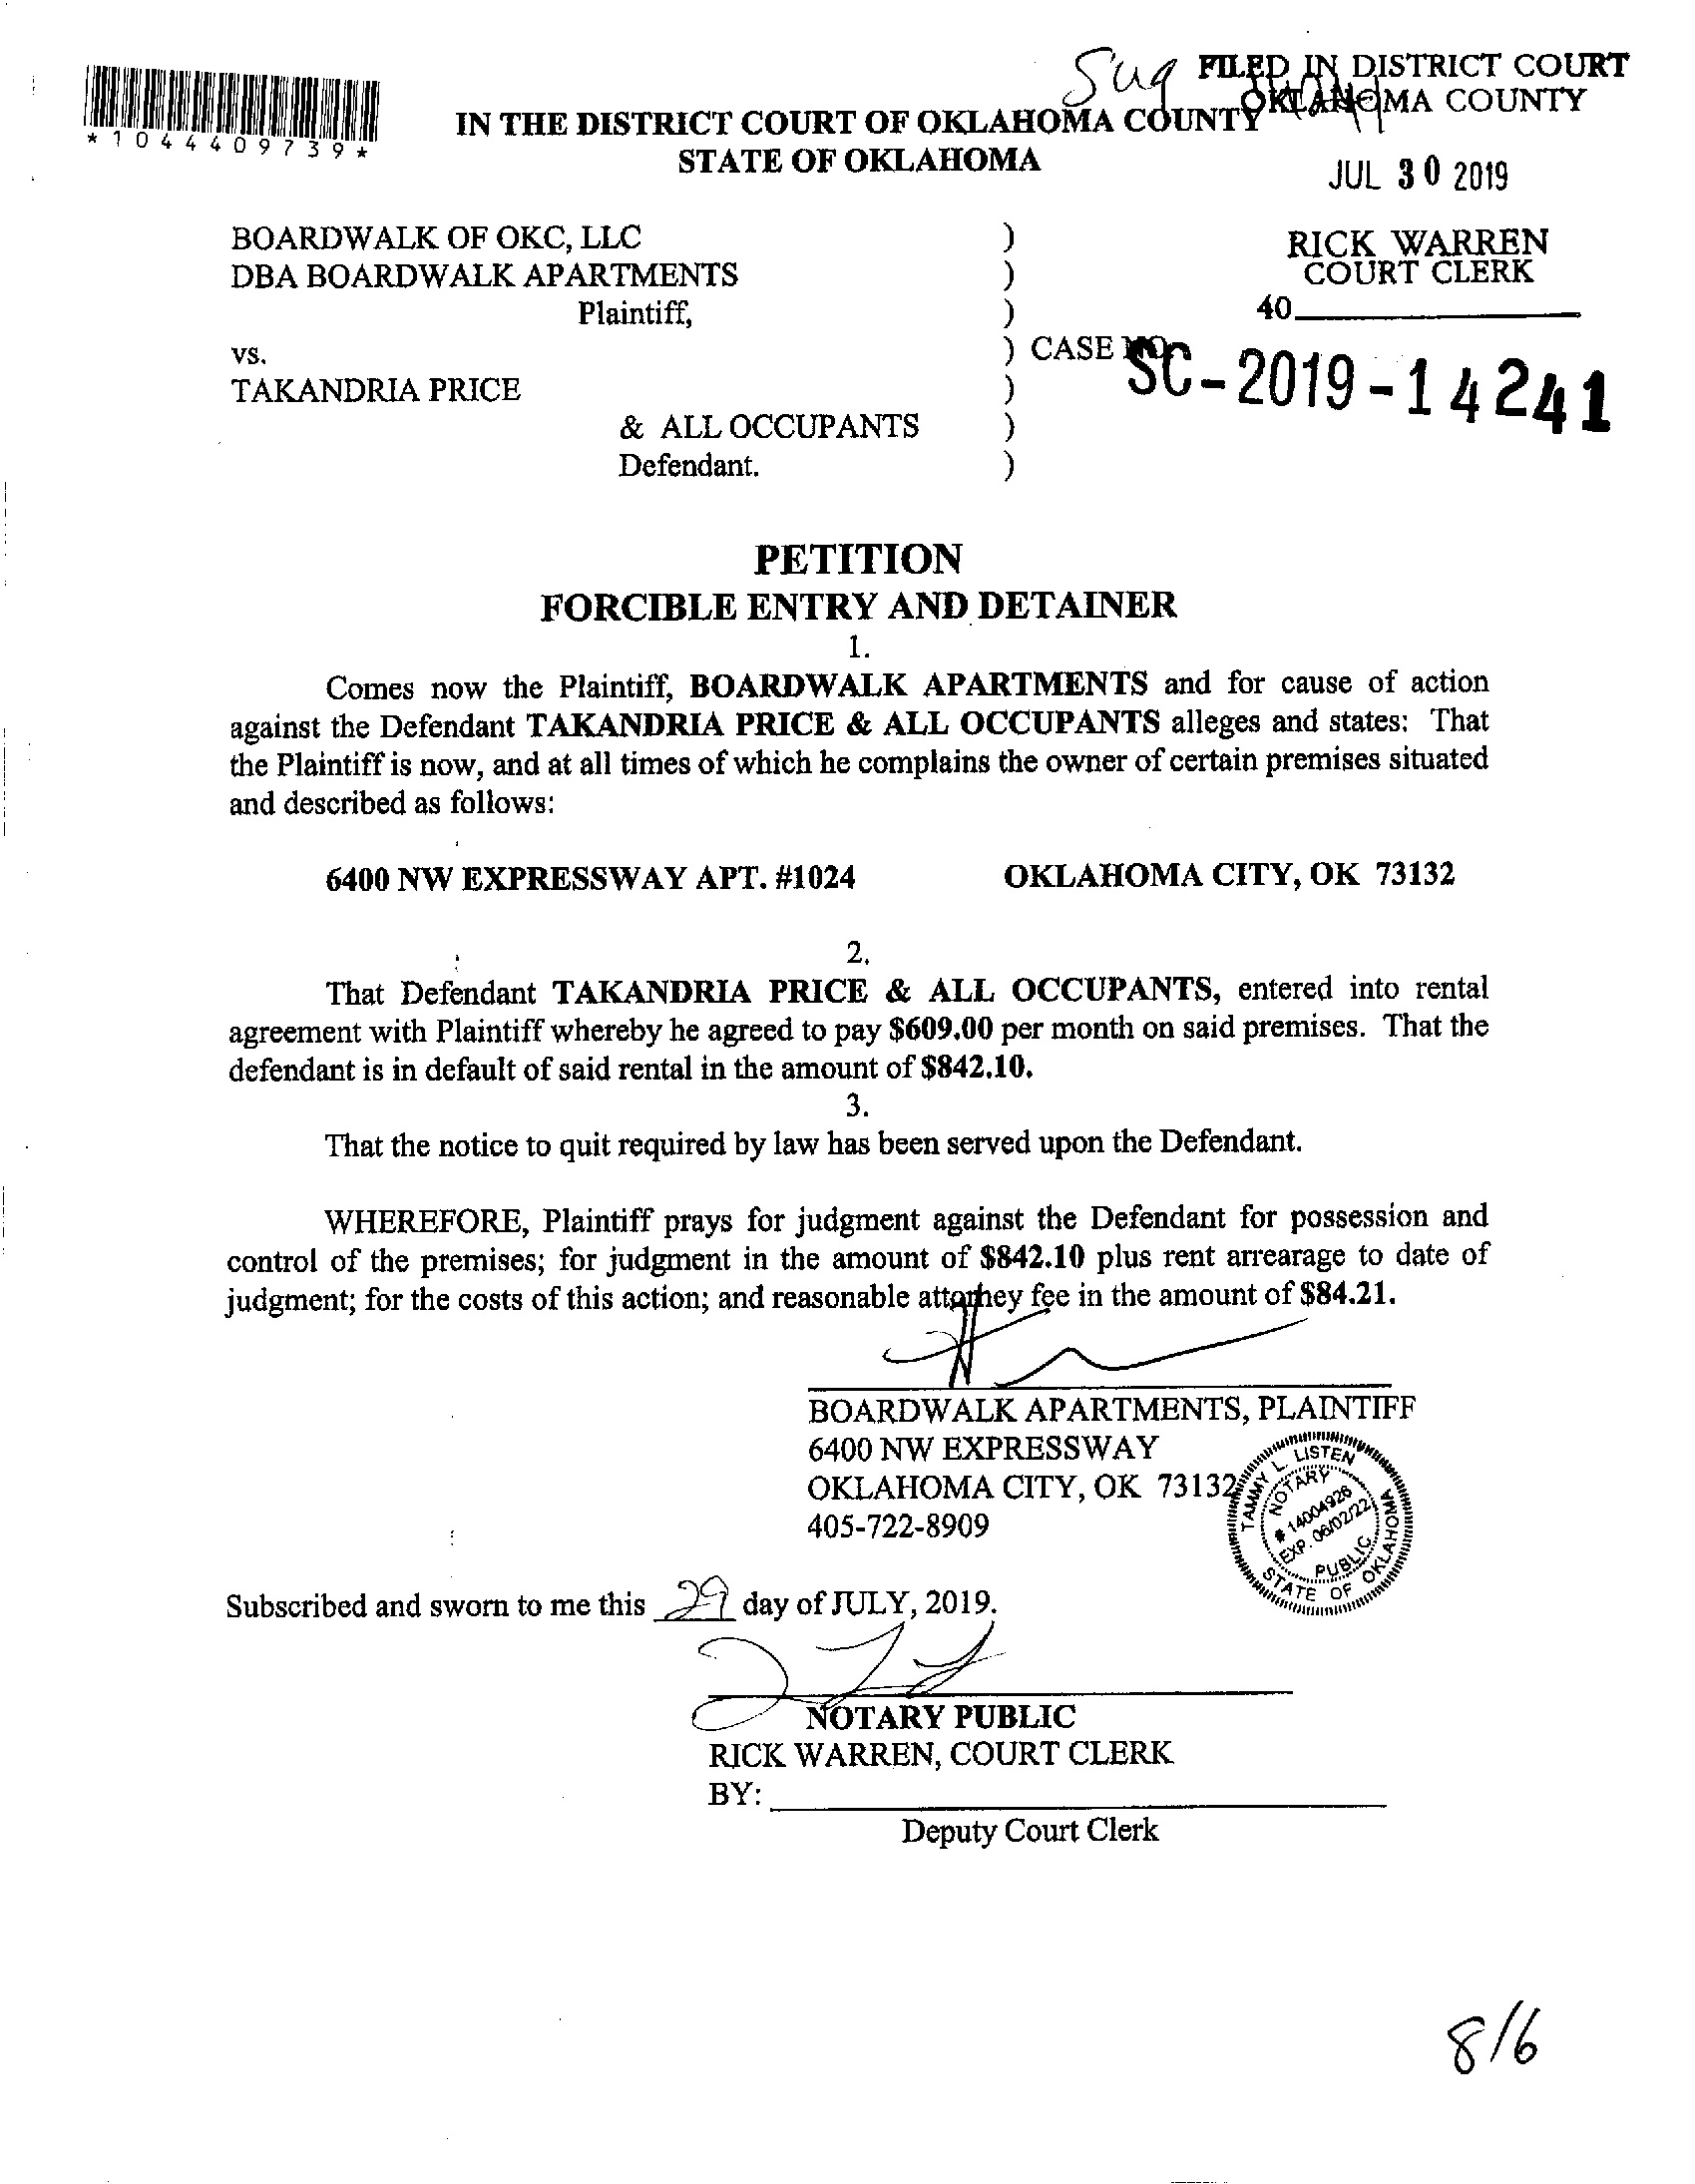 FILED IN DISTRICT COURT
OKLAHOMA COUNTY
*1044409739*
IN THE DISTRICT COURT OF OKLAHOMA COUNTY
STATE OF OKLAHOMA
JUL 30 2019
BOARDWALK OF OKC, LLC )
DBA BOARDWALK APARTMENTS )
Plaintiff, )
RICK WARREN
COURT CLERK
40
vs. ) CASE NO.
SC-2019-14241
TAKANDRIA PRICE )
& ALL OCCUPANTS )
Defendant. )
PETITION
FORCIBLE ENTRY AND DETAINER
1.
Comes now the Plaintiff, BOARDWALK APARTMENTS and for cause of action
against the Defendant TAKANDRIA PRICE & ALL OCCUPANTS alleges and states: That
the Plaintiff is now, and at all times of which he complains the owner of certain premises situated
and described as follows:
6400 NW EXPRESSWAY APT. #1024 OKLAHOMA CITY, OK 73132
2.
That Defendant TAKANDRIA PRICE & ALL OCCUPANTS, entered into rental
agreement with Plaintiff whereby he agreed to pay $609.00 per month on said premises. That the
defendant is in default of said rental in the amount of $842.10.
3.
That the notice to quit required by law has been served upon the Defendant.
WHEREFORE, Plaintiff prays for judgment against the Defendant for possession and
control of the premises; for judgment in the amount of $842.10 plus rent arrearage to date of
judgment; for the costs of this action; and reasonable attorney fee in the amount of $84.21.
BOARDWALK APARTMENTS, PLAINTIFF
6400 NW EXPRESSWAY
OKLAHOMA CITY, OK 73132
405-722-8909
TAMMY L. LISTEN
NOTARY
# 14004926
EXP. 06/02/22
PUBLIC
STATE OF OKLAHOMA
Subscribed and sworn to me this 29 day of JULY, 2019.
NOTARY PUBLIC
RICK WARREN, COURT CLERK
BY:
Deputy Court Clerk
8/6